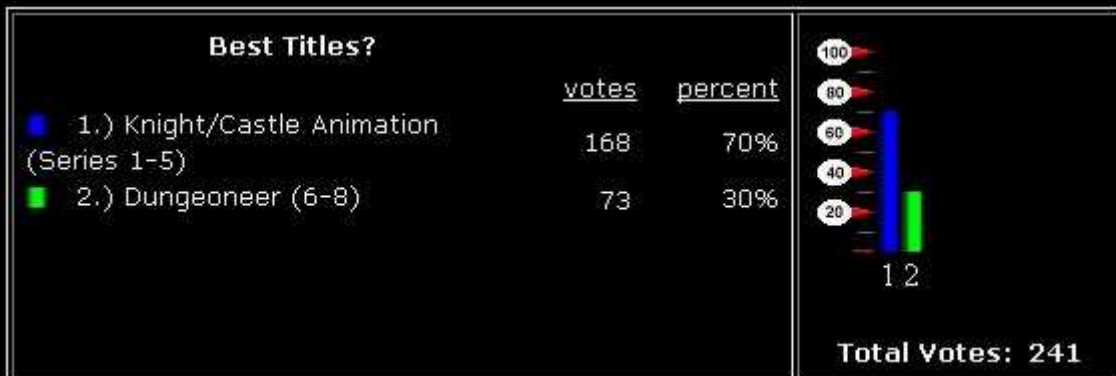 Best Titles?
votes percent
1.) Knight/Castle Animation
(Series 1-5)
168 70%
2.) Dungeoneer (6-8)
73 30%
100
80
60
40
20
1 2
Total Votes: 241